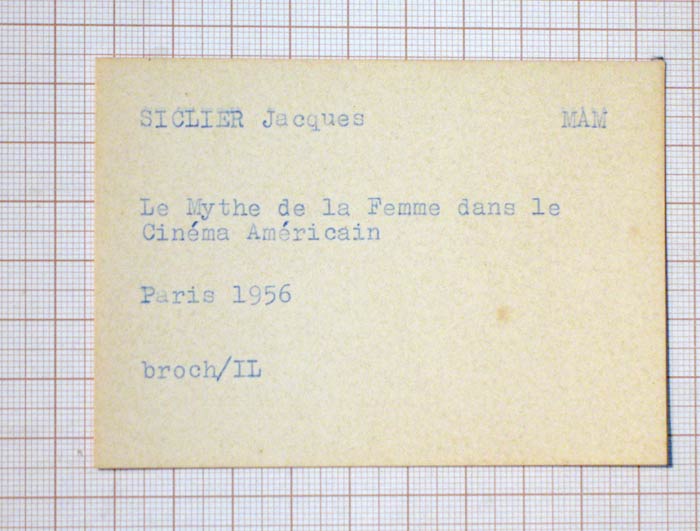 SICLIER Jacques MAM
Le Mythe de la Femme dans le
Cinéma Américain
Paris 1956
broch/IL